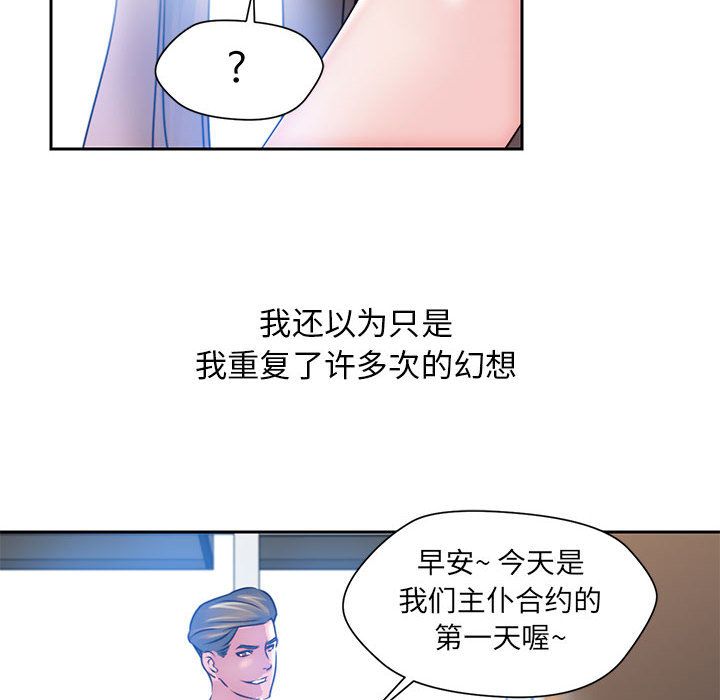 ?
我还以为只是
我重复了许多次的幻想
早安~ 今天是
我们主仆合约的
第一天喔~